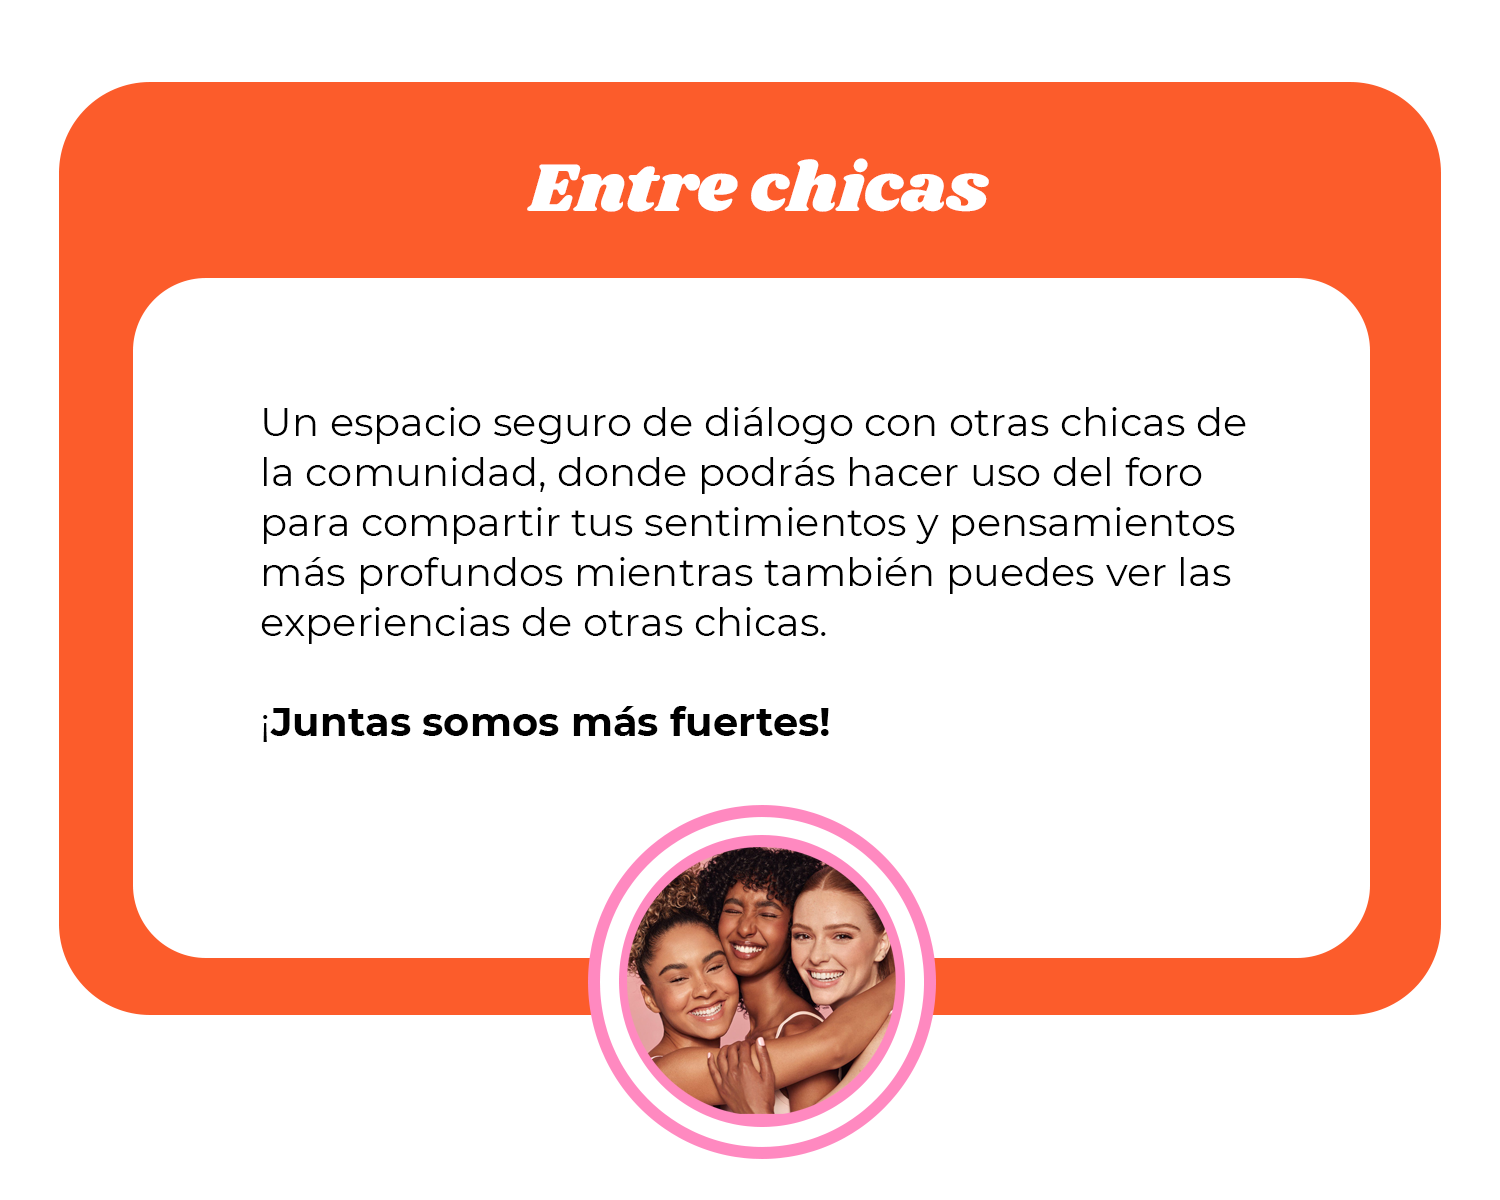 Entre chicas
Un espacio seguro de diálogo con otras chicas de
la comunidad, donde podrás hacer uso del foro
para compartir tus sentimientos y pensamientos
más profundos mientras también puedes ver las
experiencias de otras chicas.
¡Juntas somos más fuertes!